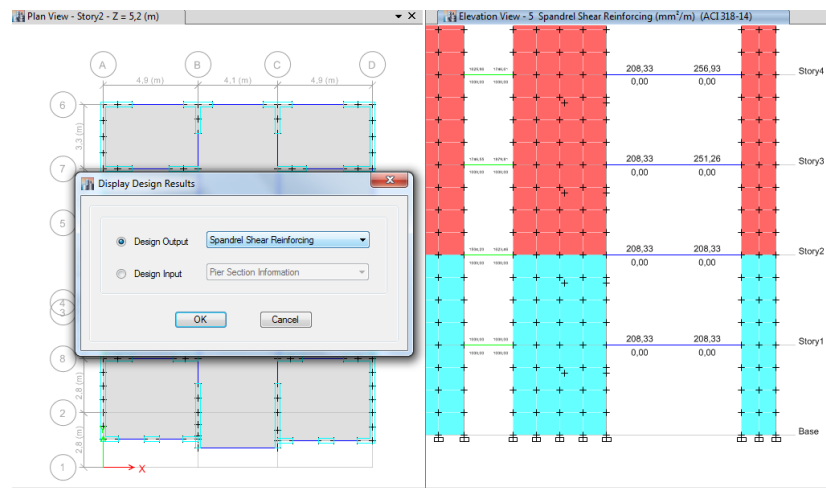 Plan View - Story2 - Z = 5,2 (m)
Elevation View - 5 Spandrel Shear Reinforcing (mm²/m) (ACI 318-14)
A
B
C
D
4,9 (m)
4,1 (m)
4,9 (m)
6
3.3 (m)
7
5
4
3
8
2.8 (m)
2
2.8 (m)
1
X
Display Design Results
Design Output
Spandrel Shear Reinforcing
Design Input
Pier Section Information
OK
Cancel
208,33
256,93
Story4
0,00
0,00
208,33
251,26
Story3
0,00
0,00
208,33
208,33
Story2
0,00
0,00
208,33
208,33
Story1
0,00
0,00
Base